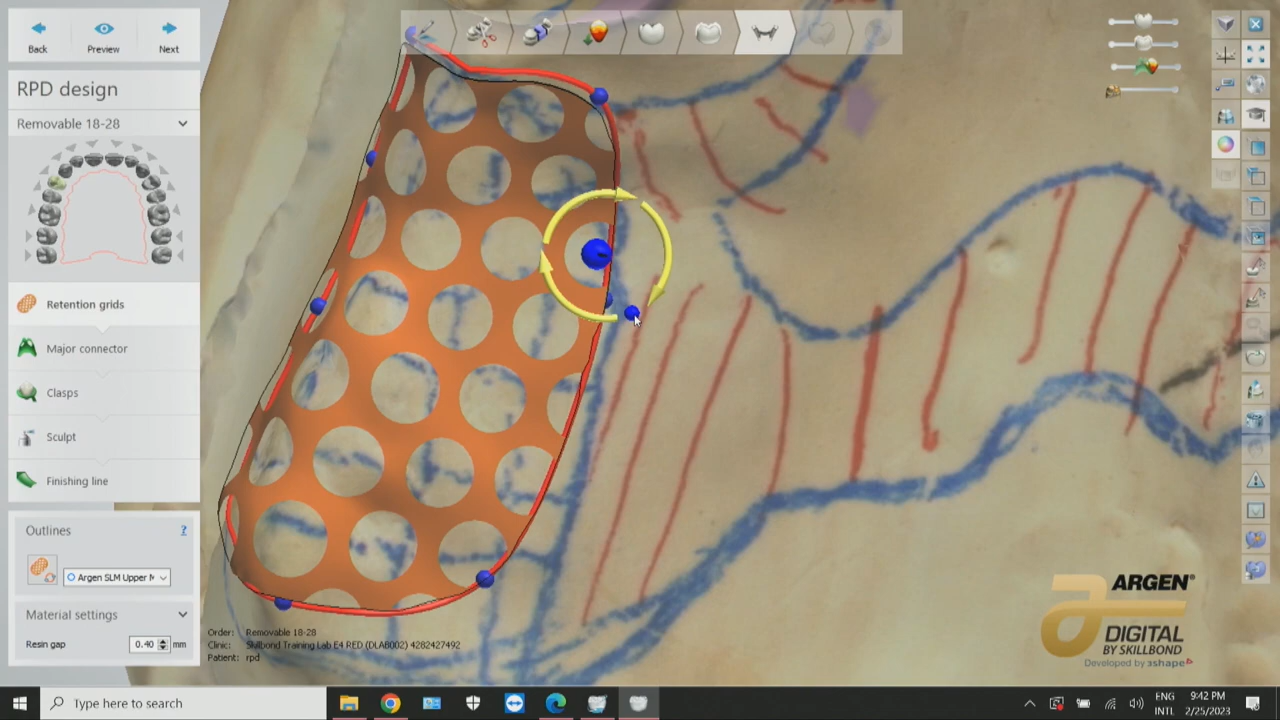 Back
Preview
Next
RPD design
Removable 18-28
Retention grids
Major connector
Clasps
Sculpt
Finishing line
Outlines
?
Argen SLM Upper
Material settings
Resin gap
0.40
mm
Order: Removable 18-28
Clinic: Skillbond Training Lab E4 RED (DLAB002) 4282427492
Patient: rpd
ARGEN®
DIGITAL
BY SKILLBOND
Developed by 3shape
Type here to search
ENG
INTL
9:42 PM
2/25/2023